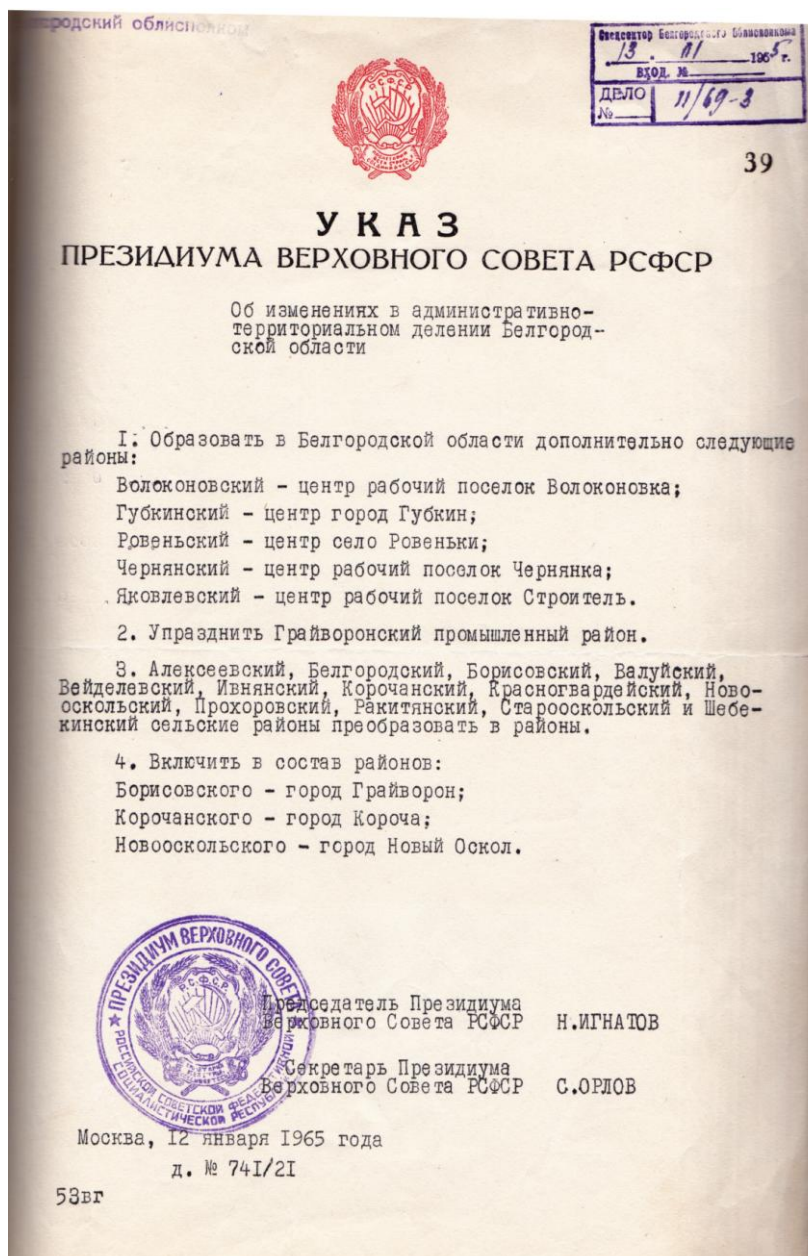 городский облисполком
Спецсектор Белгородского Облисполкома
13. 1965 г.
ВХОД. №
ДЕЛО № 11/69-3
РСФСР
39
УКАЗ
ПРЕЗИДИУМА ВЕРХОВНОГО СОВЕТА РСФСР
Об изменениях в административно-
территориальном делении Белгород-
ской области
I. Образовать в Белгородской области дополнительно следующие
районы:
Волоконовский - центр рабочий поселок Волоконовка;
Губкинский - центр город Губкин;
Ровеньский - центр село Ровеньки;
Чернянский - центр рабочий поселок Чернянка;
Яковлевский - центр рабочий поселок Строитель.
2. Упразднить Грайворонский промышленный район.
3. Алексеевский, Белгородский, Борисовский, Валуйский,
Вейделевский, Ивнянский, Корочанский, Красногвардейский, Ново-
оскольский, Прохоровский, Ракитянский, Старооскольский и Шебе-
кинский сельские районы преобразовать в районы.
4. Включить в состав районов:
Борисовского - город Грайворон;
Корочанского - город Короча;
Новооскольского - город Новый Оскол.
ПРЕЗИДИУМ ВЕРХОВНОГО СОВЕТА
РОССИЙСКОЙ СОВЕТСКОЙ ФЕДЕРАТИВНОЙ
СОЦИАЛИСТИЧЕСКОЙ РЕСПУБЛИКИ
Р.С.Ф.С.Р.
Председатель Президиума
Верховного Совета РСФСР Н.ИГНАТОВ
Секретарь Президиума
Верховного Совета РСФСР С.ОРЛОВ
Москва, 12 января I965 года
д. № 74I/2I
53вг